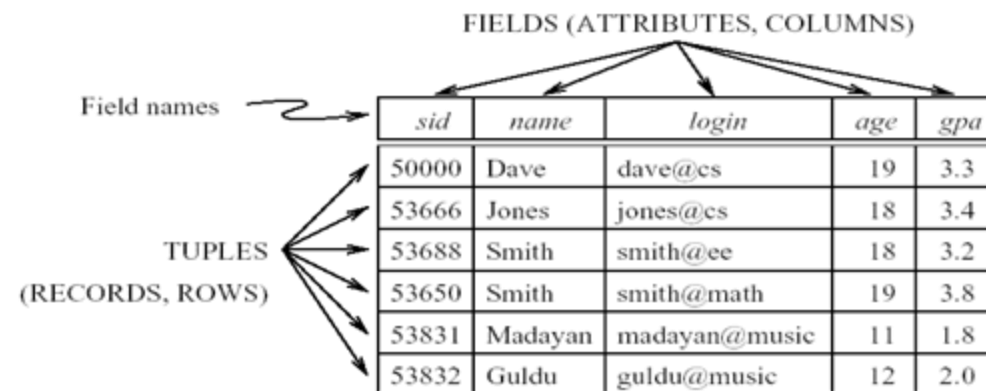 FIELDS (ATTRIBUTES, COLUMNS)
Field names
sid name login age gpa
50000 Dave dave@cs 19 3.3
53666 Jones jones@cs 18 3.4
53688 Smith smith@ee 18 3.2
TUPLES
(RECORDS, ROWS)
53650 Smith smith@math 19 3.8
53831 Madayan madayan@music 11 1.8
53832 Guldu guldu@music 12 2.0